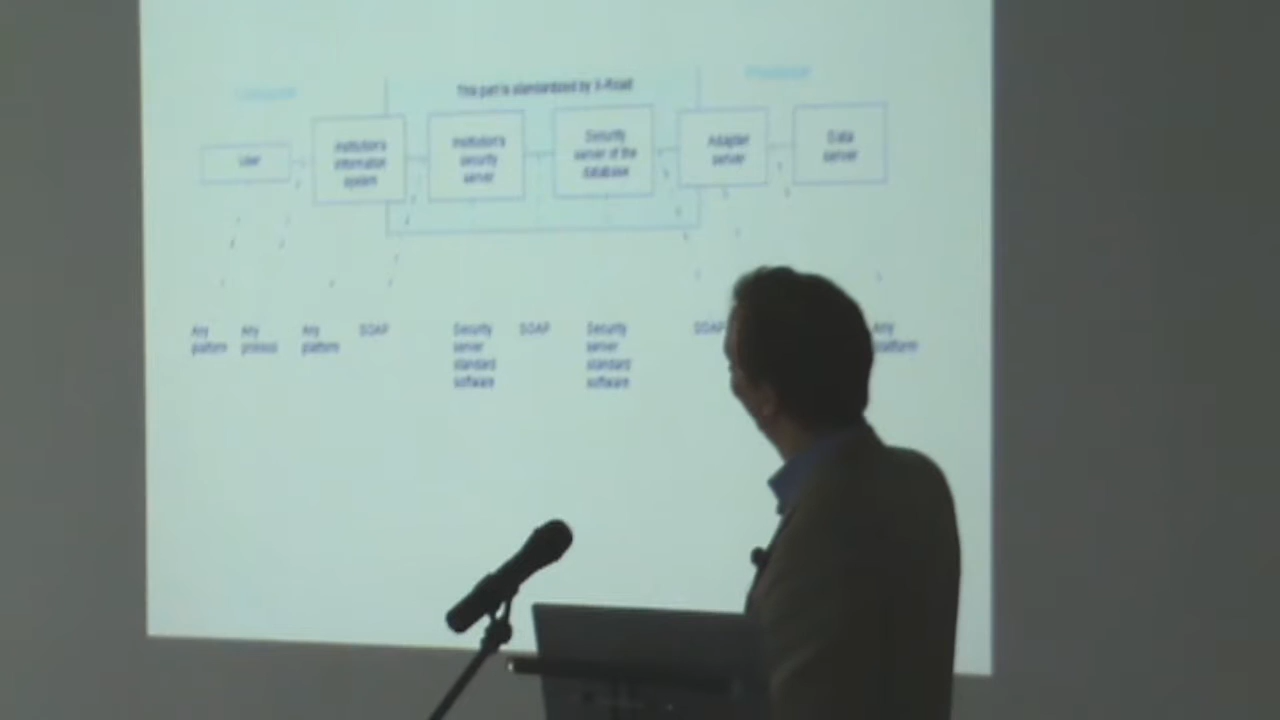 This part is standardized by X-Road
User
Institution's
information
system
Institution's
security
server
Security
server of the
database
Adapter
server
Data
server
Any
platform
Any
protocol
Any
platform
SOAP
Security
server
standard
software
SOAP
Security
server
standard
software
SOAP
Any
platform